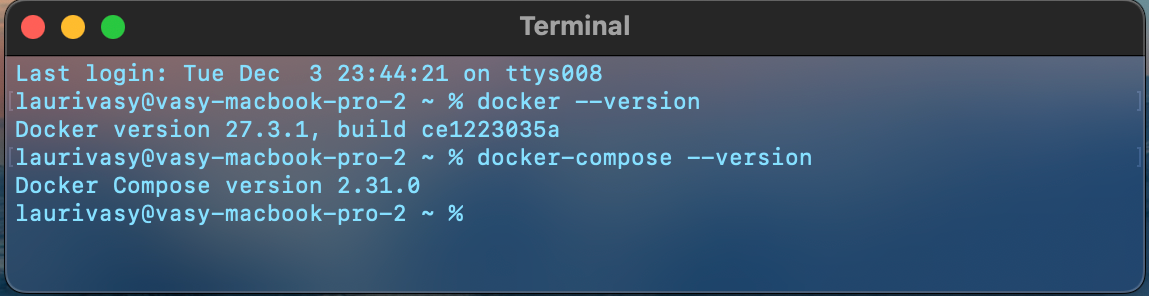 Terminal
Last login: Tue Dec  3 23:44:21 on ttys008
[laurivasy@vasy-macbook-pro-2 ~ % docker --version ]
Docker version 27.3.1, build ce1223035a
[laurivasy@vasy-macbook-pro-2 ~ % docker-compose --version ]
Docker Compose version 2.31.0
laurivasy@vasy-macbook-pro-2 ~ %